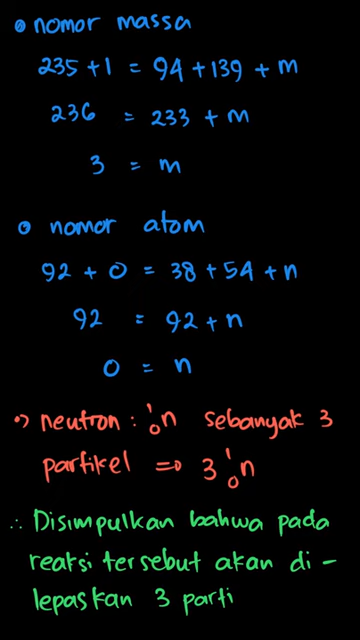 • nomor massa
235 + 1 = 94 + 139 + m
236 = 233 + m
3 = m
• nomor atom
92 + 0 = 38 + 54 + n
92 = 92 + n
0 = n
•) neutron : ¹₀n sebanyak 3
partikel => 3 ¹₀n
∴ Disimpulkan bahwa pada
reaksi tersebut akan di -
lepaskan 3 parti